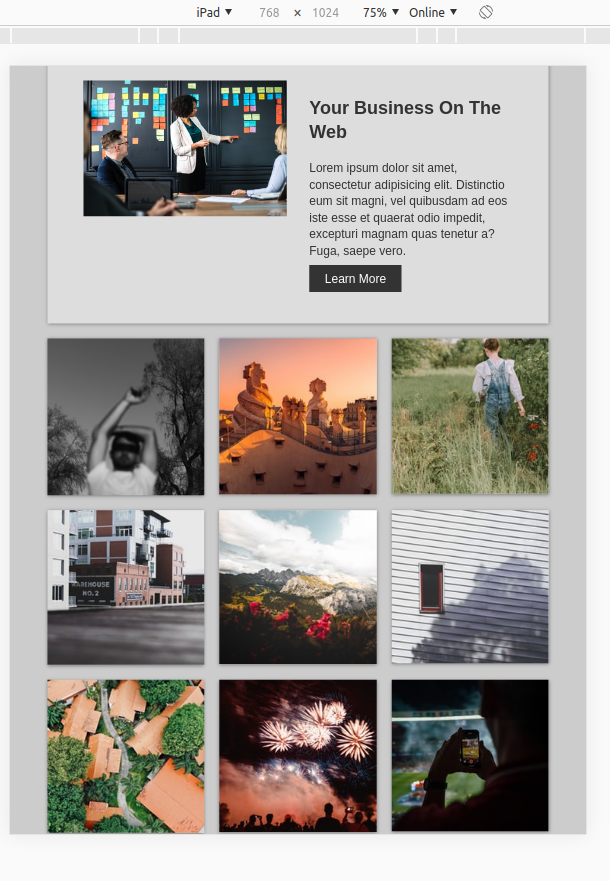 iPad 768 × 1024 75% Online
Your Business On The
Web
Lorem ipsum dolor sit amet,
consectetur adipisicing elit. Distinctio
eum sit magni, vel quibusdam ad eos
iste esse et quaerat odio impedit,
excepturi magnam quas tenetur a?
Fuga, saepe vero.
Learn More
WAREHOUSE
NO.2